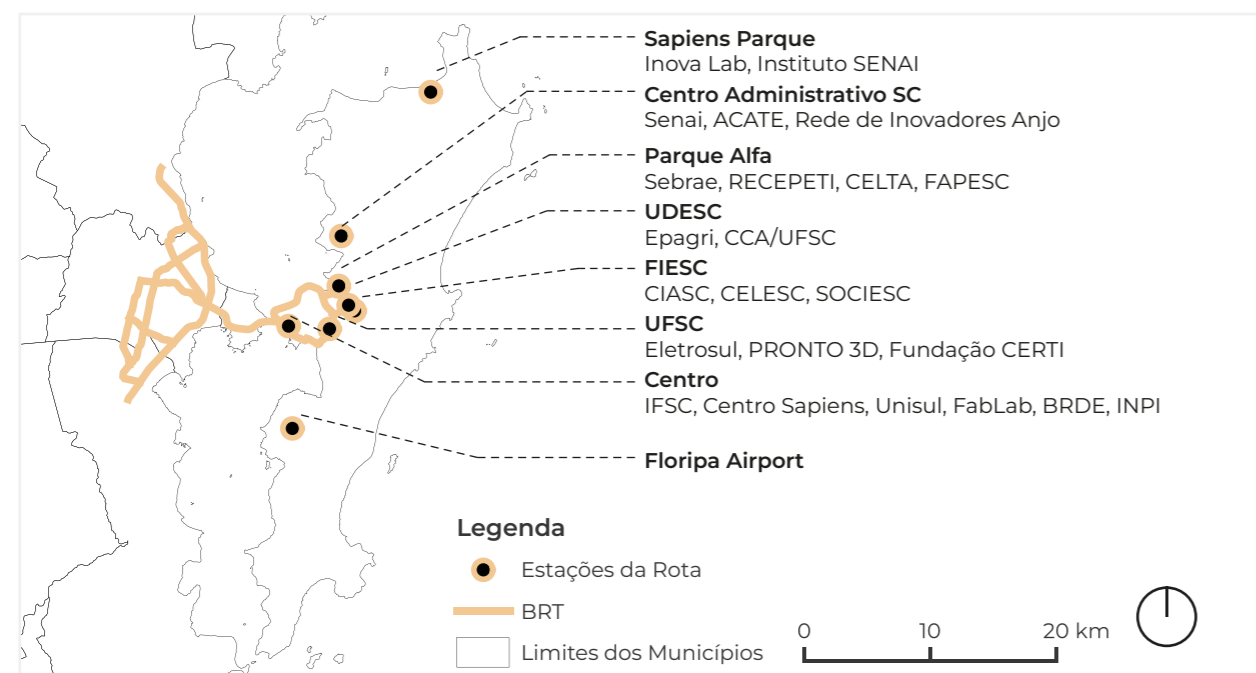 Sapiens Parque
Inova Lab, Instituto SENAI
Centro Administrativo SC
Senai, ACATE, Rede de Inovadores Anjo
Parque Alfa
Sebrae, RECEPETI, CELTA, FAPESC
UDESC
Epagri, CCA/UFSC
FIESC
CIASC, CELESC, SOCIESC
UFSC
Eletrosul, PRONTO 3D, Fundação CERTI
Centro
IFSC, Centro Sapiens, Unisul, FabLab, BRDE, INPI
Floripa Airport
Legenda
Estações da Rota
BRT
Limites dos Municípios
0 10 20 km